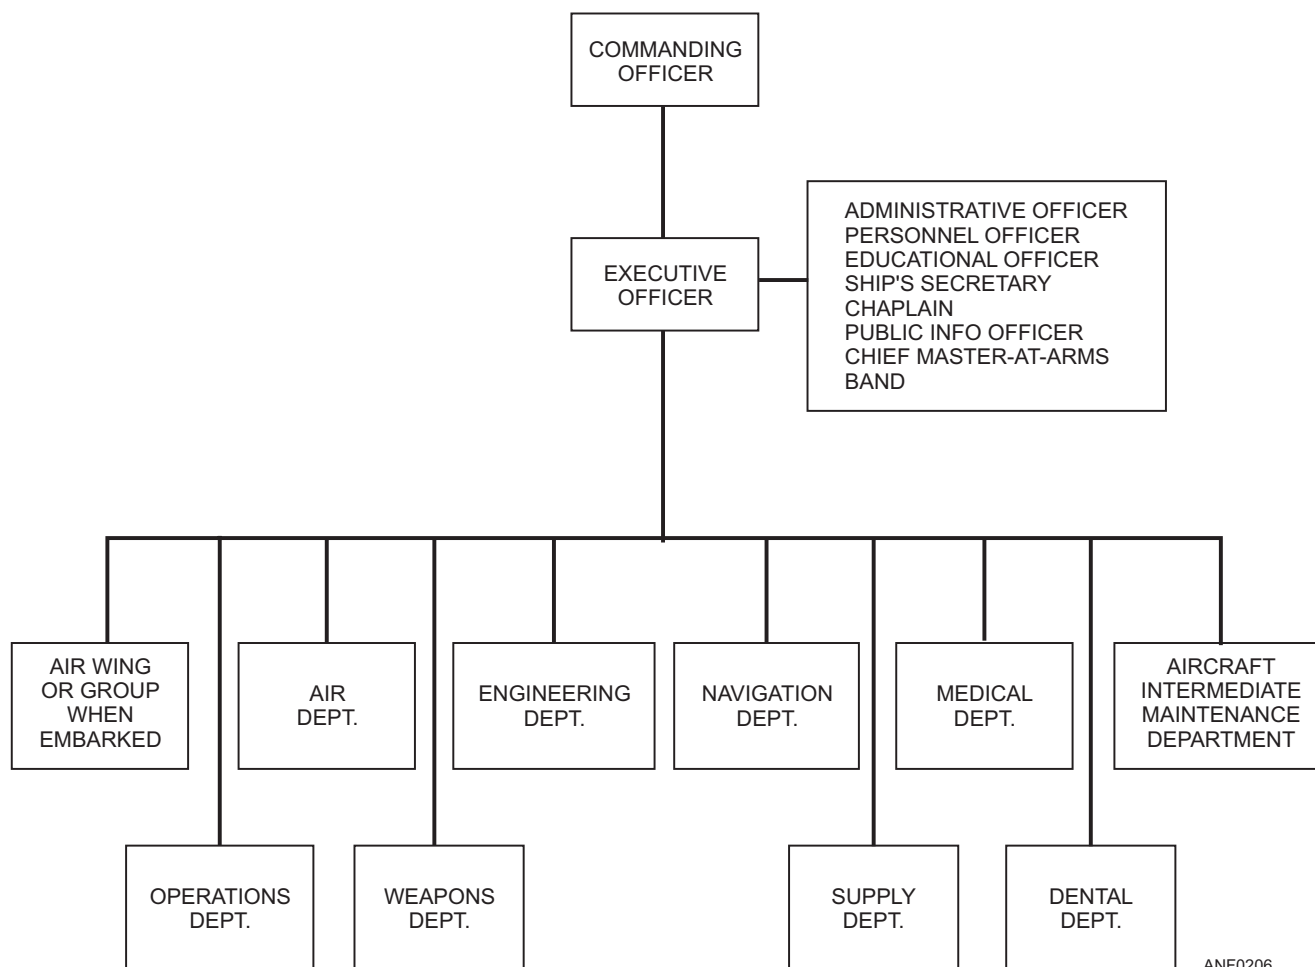 COMMANDING
OFFICER
EXECUTIVE
OFFICER
ADMINISTRATIVE OFFICER
PERSONNEL OFFICER
EDUCATIONAL OFFICER
SHIP'S SECRETARY
CHAPLAIN
PUBLIC INFO OFFICER
CHIEF MASTER-AT-ARMS
BAND
AIR WING
OR GROUP
WHEN
EMBARKED
AIR
DEPT.
ENGINEERING
DEPT.
NAVIGATION
DEPT.
MEDICAL
DEPT.
AIRCRAFT
INTERMEDIATE
MAINTENANCE
DEPARTMENT
OPERATIONS
DEPT.
WEAPONS
DEPT.
SUPPLY
DEPT.
DENTAL
DEPT.
ANF0206